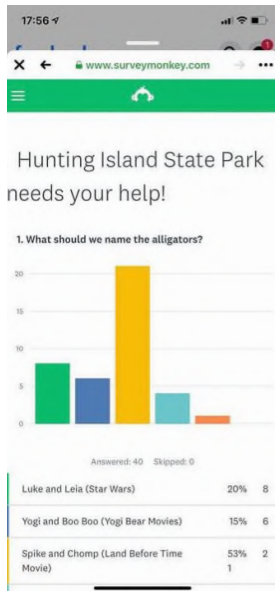 17:56
1
www.surveymonkey.com
Hunting Island State Park
needs your help!
1. What should we name the alligators?
20
15
10
5
0
Answered: 40 Skipped: 0
Luke and Leia (Star Wars) 20% 8
Yogi and Boo Boo (Yogi Bear Movies) 15% 6
Spike and Chomp (Land Before Time 53% 2
Movie) 1